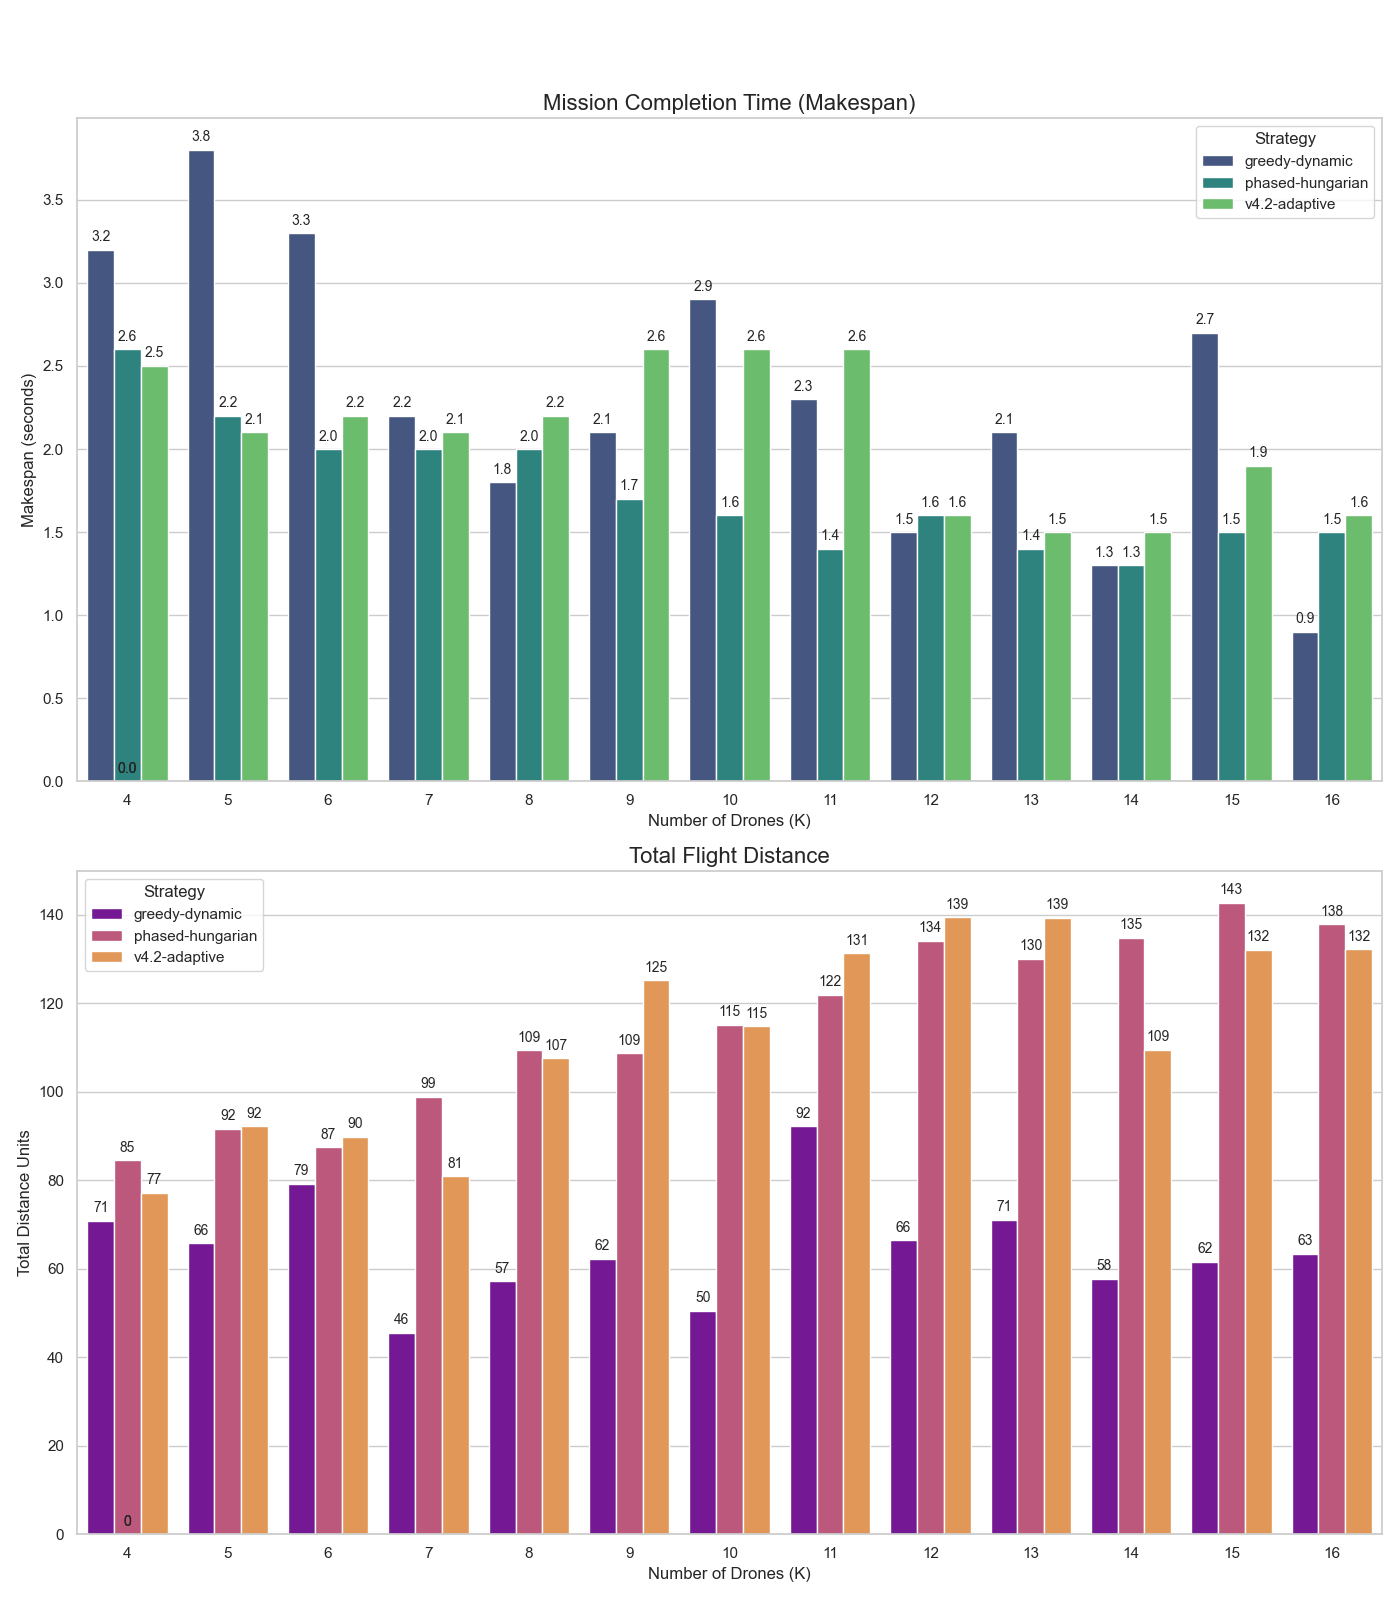 Mission Completion Time (Makespan)
Strategy
greedy-dynamic
phased-hungarian
v4.2-adaptive
Makespan (seconds)
3.5
3.0
2.5
2.0
1.5
1.0
0.5
0.0
3.2 2.6 2.5
3.8 2.2 2.1
3.3 2.0 2.2
2.2 2.0 2.1
1.8 2.0 2.2
2.1 1.7 2.6
2.9 1.6 2.6
2.3 1.4 2.6
1.5 1.6 1.6
2.1 1.4 1.5
1.3 1.3 1.5
2.7 1.5 1.9
0.9 1.5 1.6
0.0
4 5 6 7 8 9 10 11 12 13 14 15 16
Number of Drones (K)
Total Flight Distance
Strategy
greedy-dynamic
phased-hungarian
v4.2-adaptive
Total Distance Units
140
120
100
80
60
40
20
0
71 85 77
66 92 92
79 87 90
46 99 81
57 109 107
62 109 125
50 115 115
92 122 131
66 134 139
71 130 139
58 135 109
62 143 132
63 138 132
0
4 5 6 7 8 9 10 11 12 13 14 15 16
Number of Drones (K)